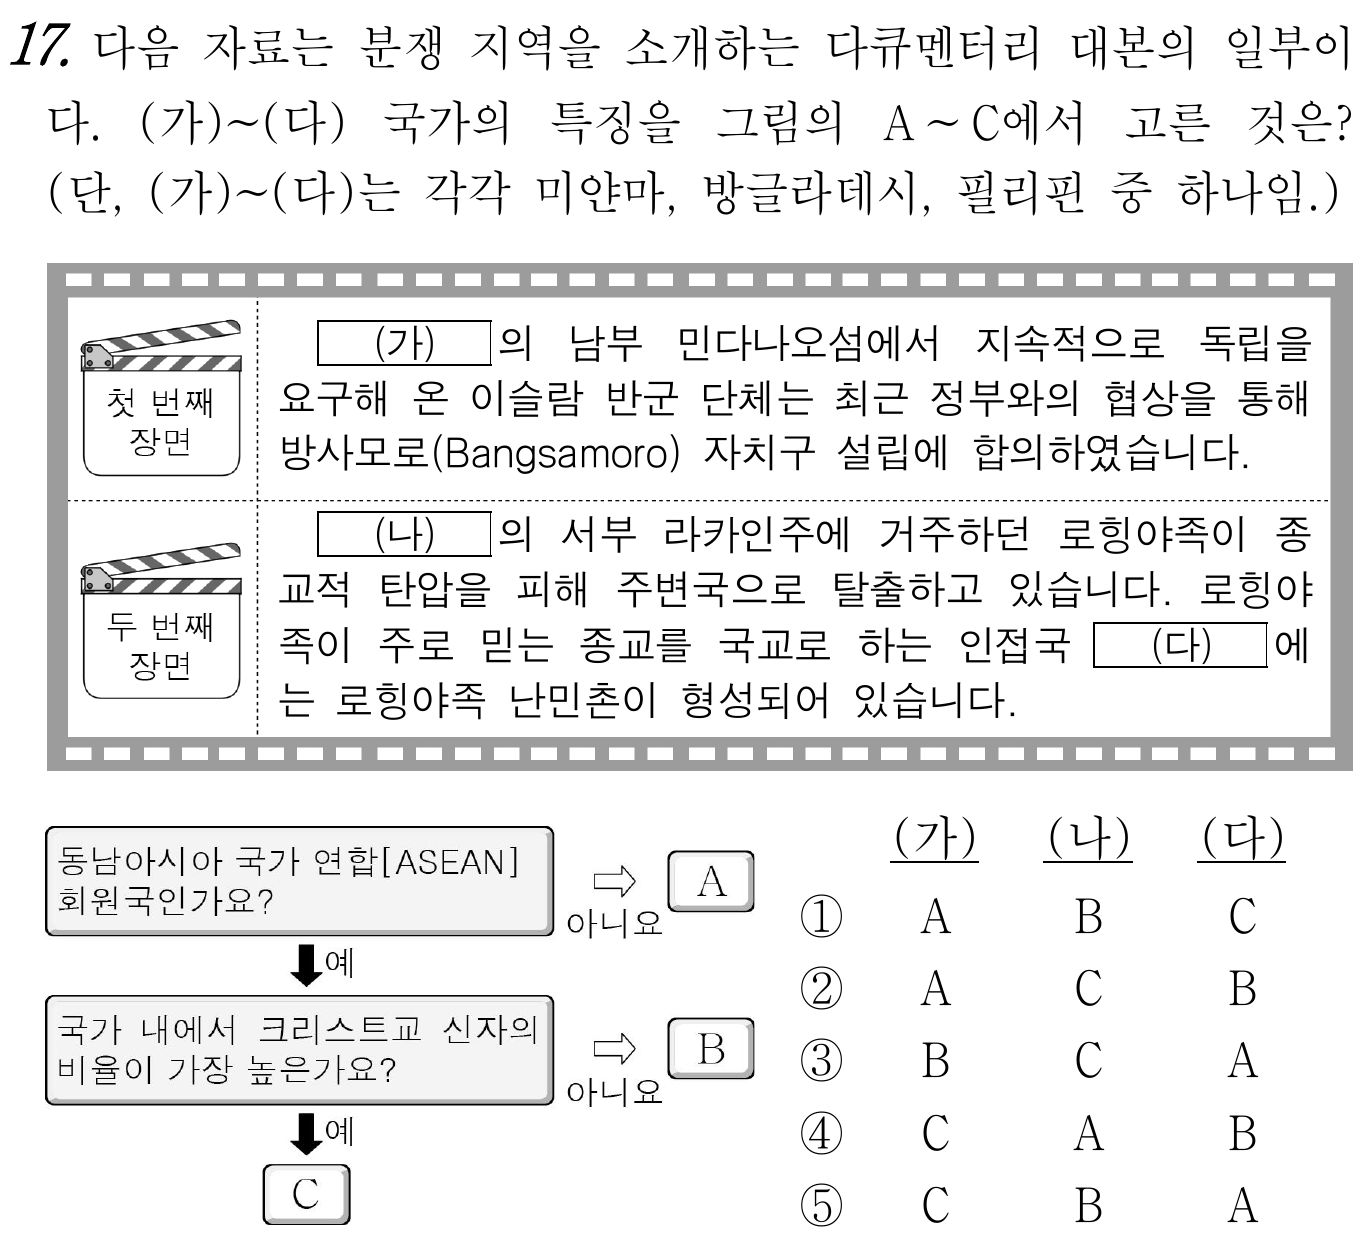 17. 다음 자료는 분쟁 지역을 소개하는 다큐멘터리 대본의 일부이
다. (가)~(다) 국가의 특징을 그림의 A ~ C에서 고른 것은?
(단, (가)~(다)는 각각 미얀마, 방글라데시, 필리핀 중 하나임.)
첫 번째
장면
(가) 의 남부 민다나오섬에서 지속적으로 독립을
요구해 온 이슬람 반군 단체는 최근 정부와의 협상을 통해
방사모로(Bangsamoro) 자치구 설립에 합의하였습니다.
두 번째
장면
(나) 의 서부 라카인주에 거주하던 로힝야족이 종
교적 탄압을 피해 주변국으로 탈출하고 있습니다. 로힝야
족이 주로 믿는 종교를 국교로 하는 인접국 (다) 에
는 로힝야족 난민촌이 형성되어 있습니다.
동남아시아 국가 연합[ASEAN]
회원국인가요?
아니요
A
예
국가 내에서 크리스트교 신자의
비율이 가장 높은가요?
아니요
B
예
C
(가) (나) (다)
① A B C
② A C B
③ B C A
④ C A B
⑤ C B A